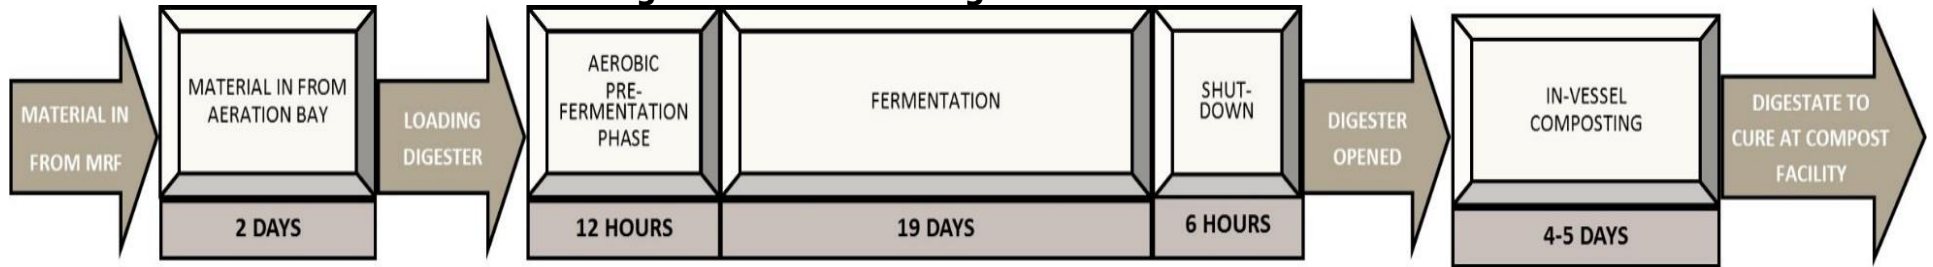 MATERIAL IN
FROM MRF
MATERIAL IN FROM
AERATION BAY
2 DAYS
LOADING
DIGESTER
AEROBIC
PRE-
FERMENTATION
PHASE
12 HOURS
FERMENTATION
19 DAYS
SHUT-
DOWN
6 HOURS
DIGESTER
OPENED
IN-VESSEL
COMPOSTING
4-5 DAYS
DIGESTATE TO
CURE AT COMPOST
FACILITY